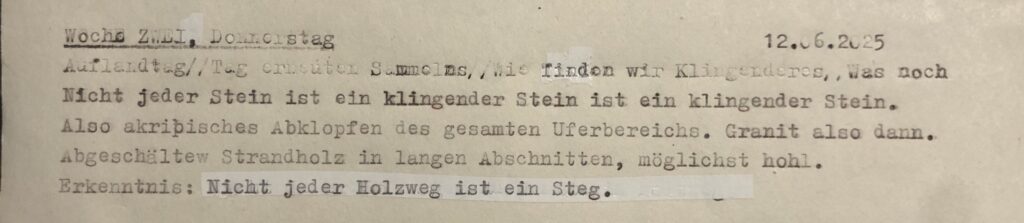 Woche ZWEI, Donnerstag 12.06.2025
Auflandtag//Tag erneuten Sammelns,/Wie finden wir Klingenderes,,Was noch
Nicht jeder Stein ist ein klingender Stein ist ein klingender Stein.
Also akribisches Abklopfen des gesamten Uferbereichs. Granit also dann.
Abgeschältew Strandholz in langen Abschnitten, möglichst hohl.
Erkenntnis: Nicht jeder Holzweg ist ein Steg.